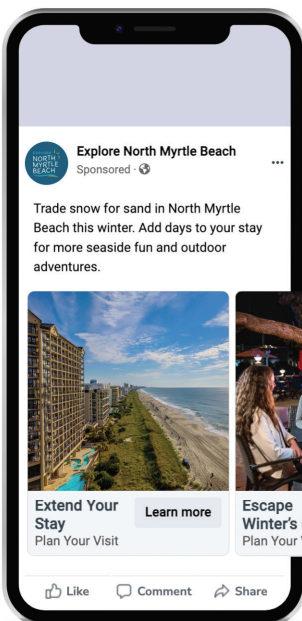 EXPLORE
NORTH
MYRTLE
BEACH
Explore North Myrtle Beach
Sponsored ·
Trade snow for sand in North Myrtle
Beach this winter. Add days to your stay
for more seaside fun and outdoor
adventures.
Extend Your
Stay
Plan Your Visit
Learn more
Escape
Winter's
Plan Your
Like
Comment
Share